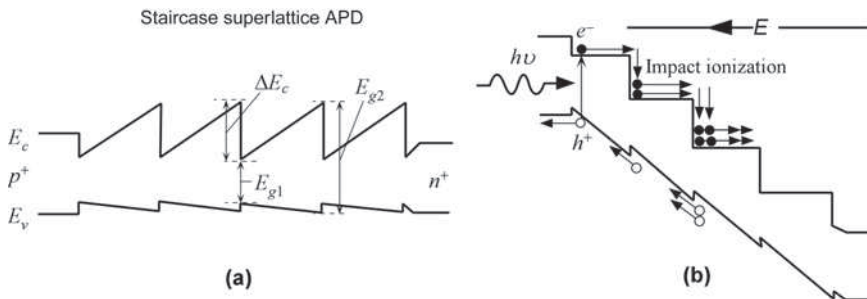 Staircase superlattice APD
ΔE_c
E_g2
E_c
p⁺
E_g1
n⁺
E_v
(a)
E
e⁻
hυ
Impact ionization
h⁺
(b)